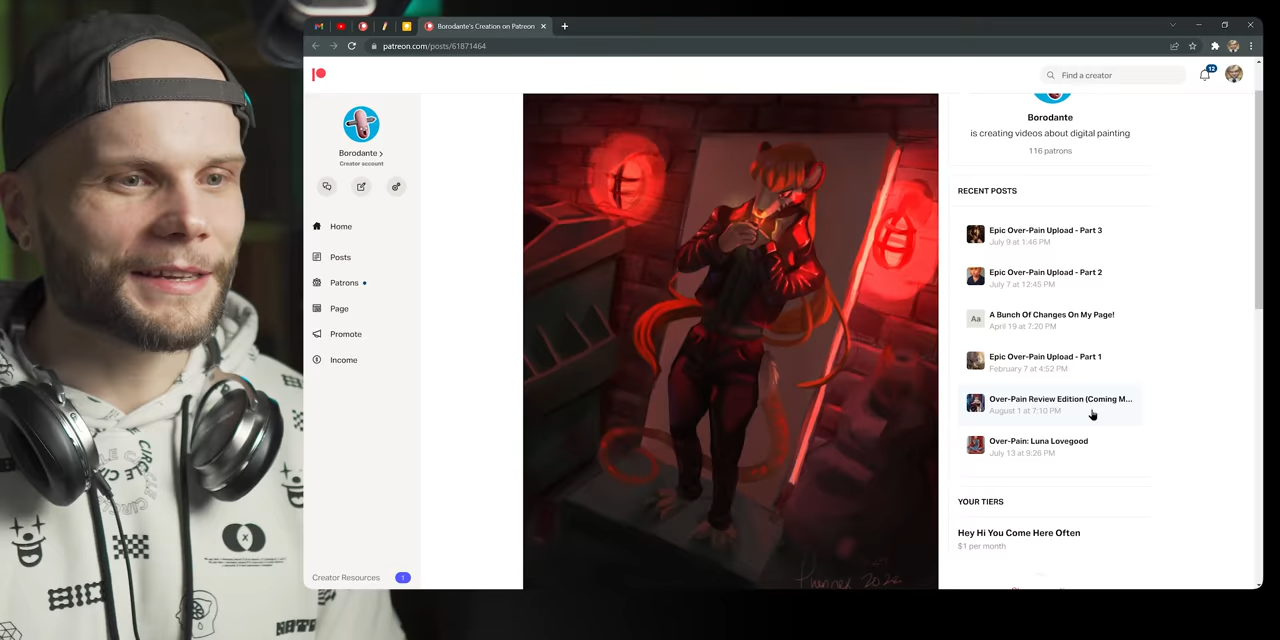 Borodante's Creation on Patreon
patreon.com/posts/61871464
Find a creator
12
Borodante
Creator account
Home
Posts
Patrons
Page
Promote
Income
Creator Resources
1
Borodante
is creating videos about digital painting
116 patrons
RECENT POSTS
Epic Over-Pain Upload - Part 3
July 9 at 1:46 PM
Epic Over-Pain Upload - Part 2
July 7 at 12:45 PM
Aa
A Bunch Of Changes On My Page!
April 19 at 7:20 PM
Epic Over-Pain Upload - Part 1
February 7 at 4:52 PM
Over-Pain Review Edition (Coming M...
August 1 at 7:10 PM
Over-Pain: Luna Lovegood
July 13 at 9:26 PM
YOUR TIERS
Hey Hi You Come Here Often
$1 per month
CIRCLE
X